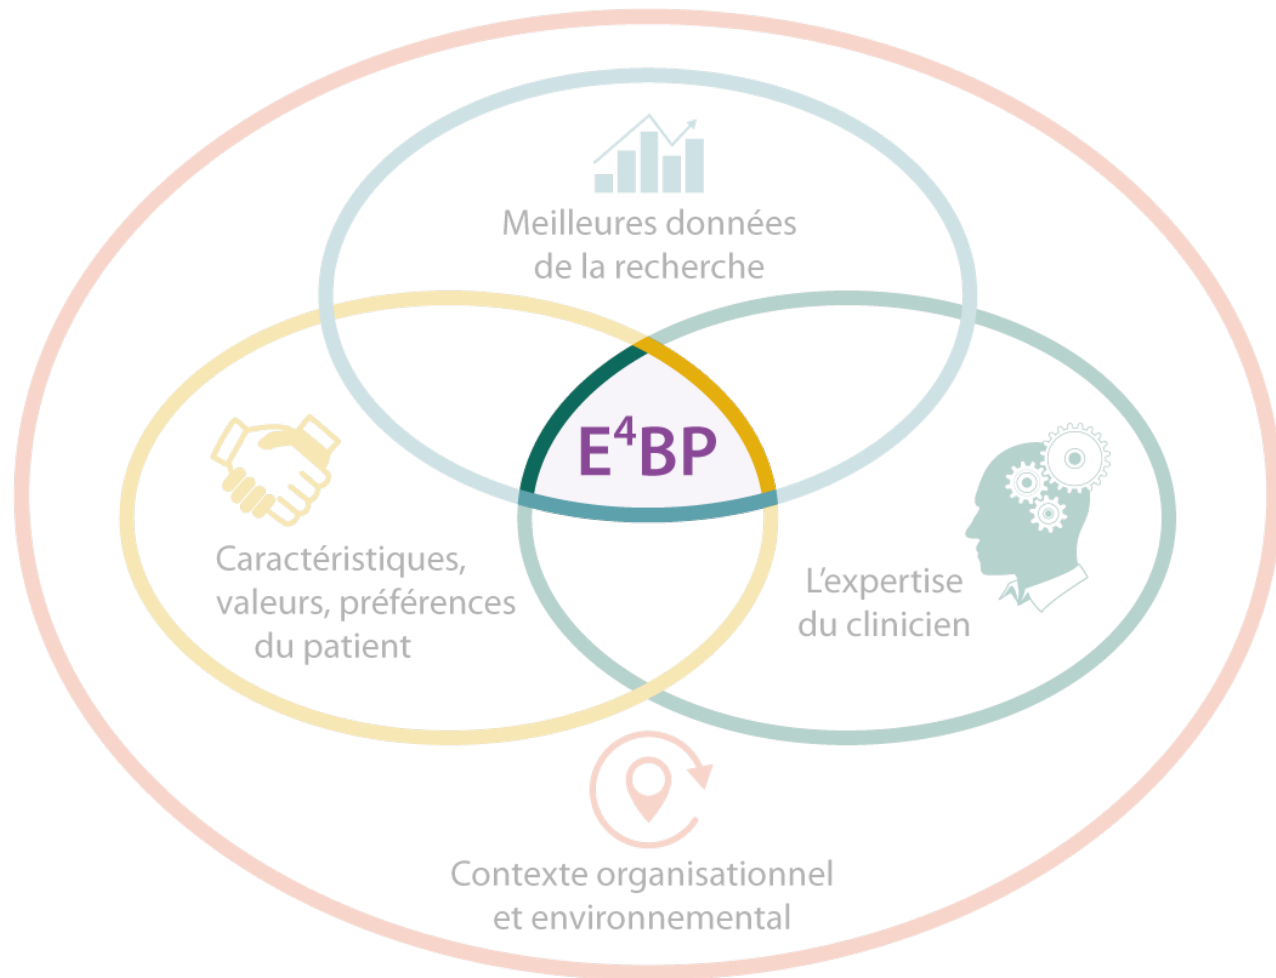 Meilleures données
de la recherche
E⁴BP
Caractéristiques,
valeurs, préférences
du patient
L'expertise
du clinicien
Contexte organisationnel
et environnemental